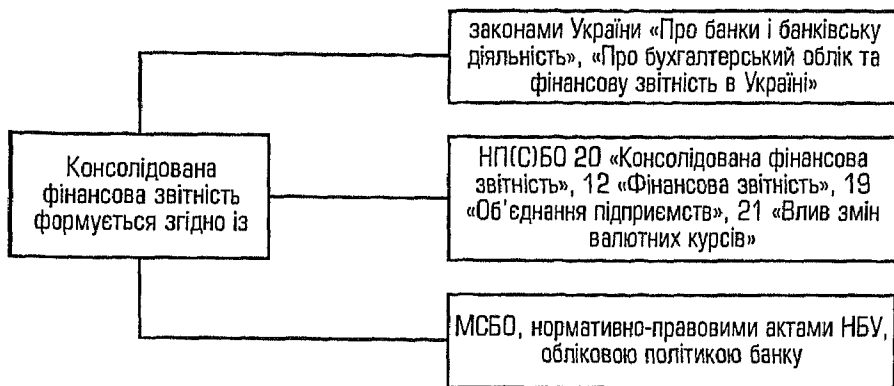 законами України «Про банки і банківську
діяльність», «Про бухгалтерський облік та
фінансову звітність в Україні»
Консолідована
фінансова звітність
формується згідно із
НП(С)БО 20 «Консолідована фінансова
звітність», 12 «Фінансова звітність», 19
«Об'єднання підприємств», 21 «Влив змін
валютних курсів»
МСБО, нормативно-правовими актами НБУ,
обліковою політикою банку